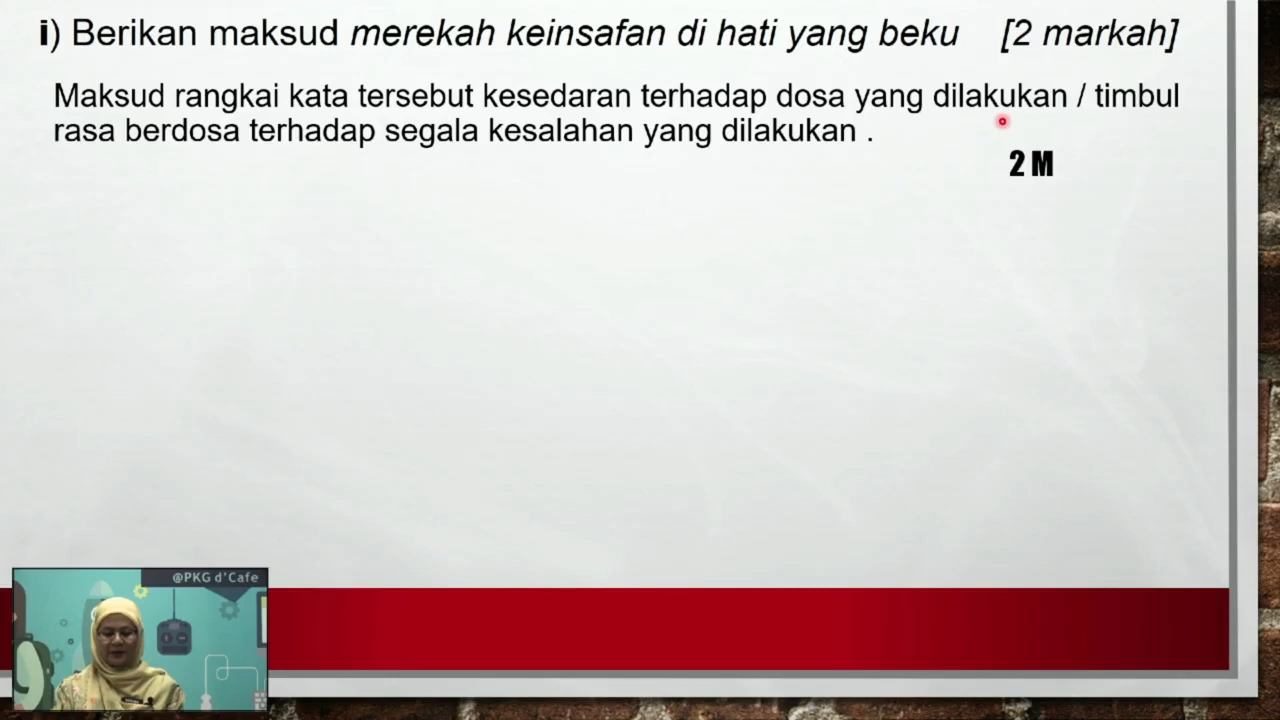 i) Berikan maksud merekah keinsafan di hati yang beku [2 markah]
Maksud rangkai kata tersebut kesedaran terhadap dosa yang dilakukan / timbul
rasa berdosa terhadap segala kesalahan yang dilakukan .
2 M
@PKG d'Cafe